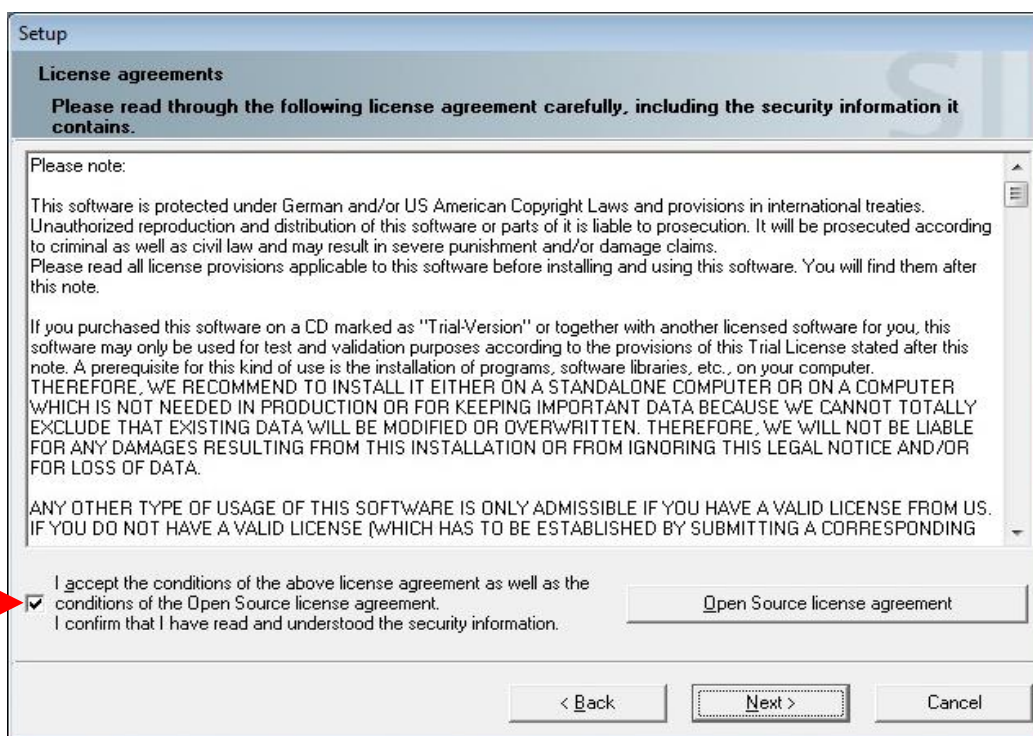 Setup
License agreements
Please read through the following license agreement carefully, including the security information it
contains.
SI
Please note:
This software is protected under German and/or US American Copyright Laws and provisions in international treaties.
Unauthorized reproduction and distribution of this software or parts of it is liable to prosecution. It will be prosecuted according
to criminal as well as civil law and may result in severe punishment and/or damage claims.
Please read all license provisions applicable to this software before installing and using this software. You will find them after
this note.
If you purchased this software on a CD marked as "Trial-Version" or together with another licensed software for you, this
software may only be used for test and validation purposes according to the provisions of this Trial License stated after this
note. A prerequisite for this kind of use is the installation of programs, software libraries, etc., on your computer.
THEREFORE, WE RECOMMEND TO INSTALL IT EITHER ON A STANDALONE COMPUTER OR ON A COMPUTER
WHICH IS NOT NEEDED IN PRODUCTION OR FOR KEEPING IMPORTANT DATA BECAUSE WE CANNOT TOTALLY
EXCLUDE THAT EXISTING DATA WILL BE MODIFIED OR OVERWRITTEN. THEREFORE, WE WILL NOT BE LIABLE
FOR ANY DAMAGES RESULTING FROM THIS INSTALLATION OR FROM IGNORING THIS LEGAL NOTICE AND/OR
FOR LOSS OF DATA.
ANY OTHER TYPE OF USAGE OF THIS SOFTWARE IS ONLY ADMISSIBLE IF YOU HAVE A VALID LICENSE FROM US.
IF YOU DO NOT HAVE A VALID LICENSE (WHICH HAS TO BE ESTABLISHED BY SUBMITTING A CORRESPONDING
I accept the conditions of the above license agreement as well as the
conditions of the Open Source license agreement.
I confirm that I have read and understood the security information.
Open Source license agreement
< Back
Next >
Cancel